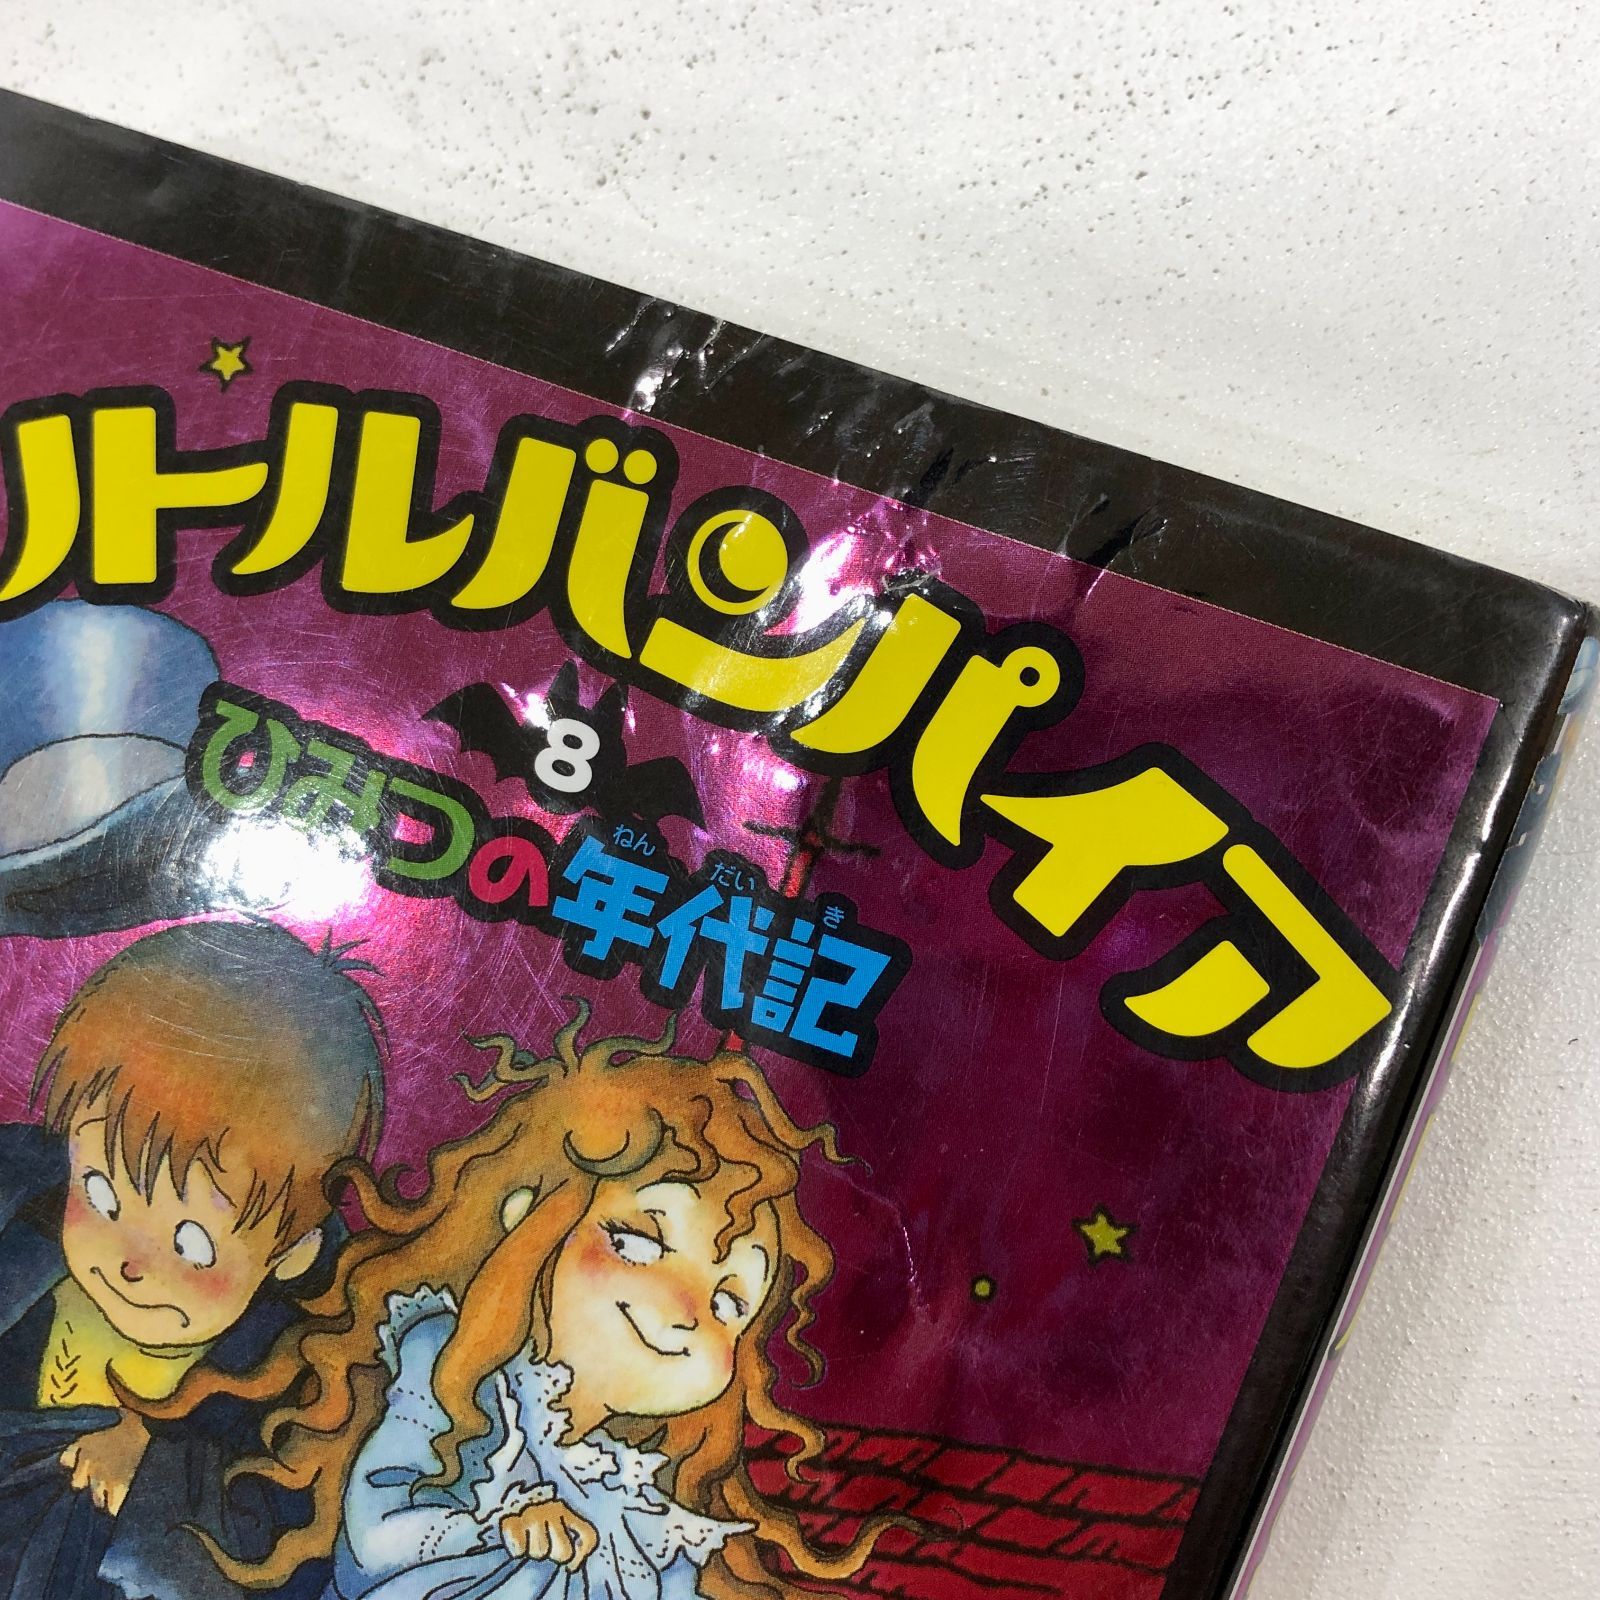 リトルバンパイア
8
ひみつの年代記
ねん だい き